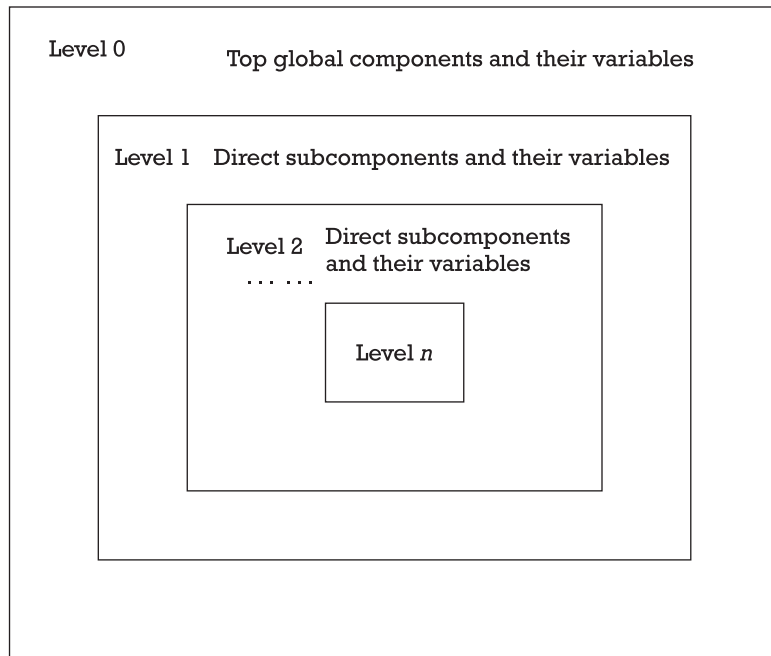 Level 0
Top global components and their variables
Level 1 Direct subcomponents and their variables
Level 2
Direct subcomponents
and their variables
... ...
Level n